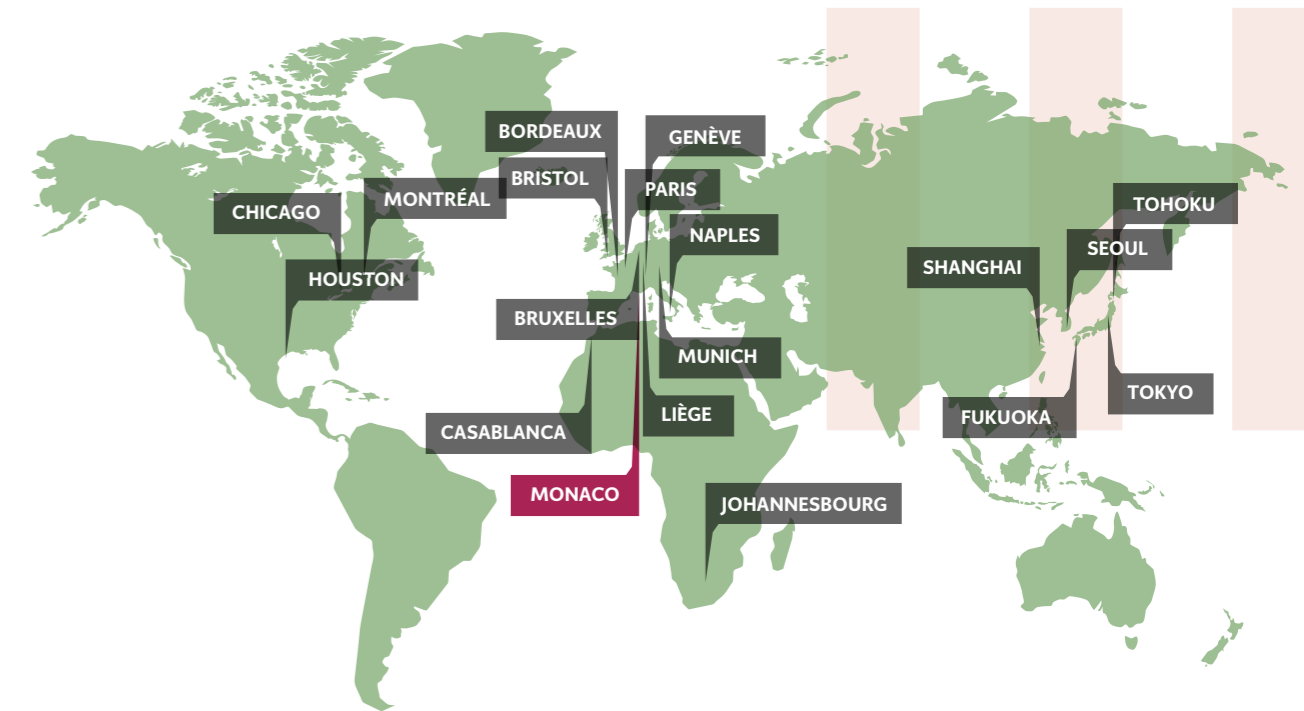 BORDEAUX
GENÈVE
BRISTOL
PARIS
MONTRÉAL
CHICAGO
TOHOKU
NAPLES
SEOUL
SHANGHAI
HOUSTON
BRUXELLES
MUNICH
TOKYO
LIÈGE
FUKUOKA
CASABLANCA
MONACO
JOHANNESBOURG